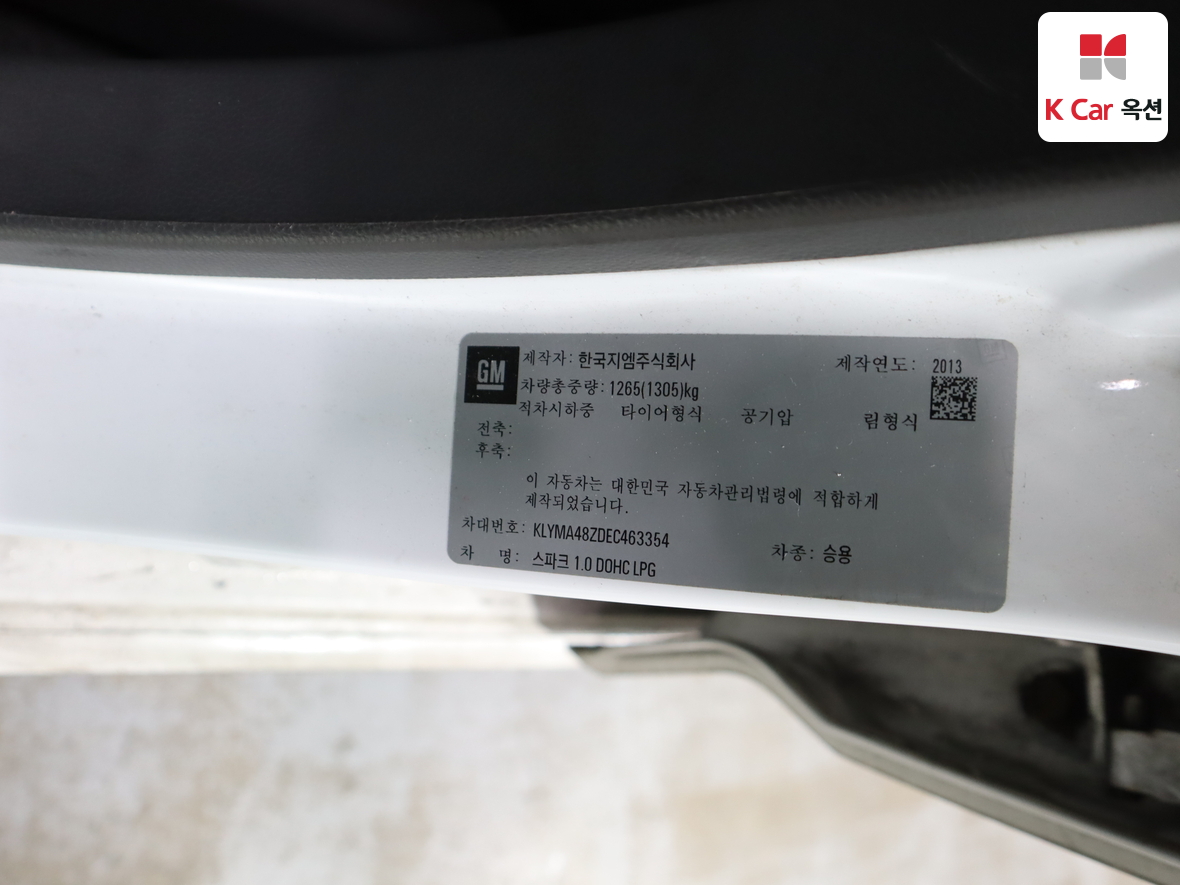 K Car 옥션
GM
제작자: 한국지엠주식회사 제작연도: 2013
차량총중량: 1265(1305)kg
적차시하중 타이어형식 공기압 림형식
전축:
후축:
이 자동차는 대한민국 자동차관리법령에 적합하게
제작되었습니다.
차대번호: KLYMA48ZDEC463354
차종: 승용
차 명: 스파크 1.0 DOHC LPG